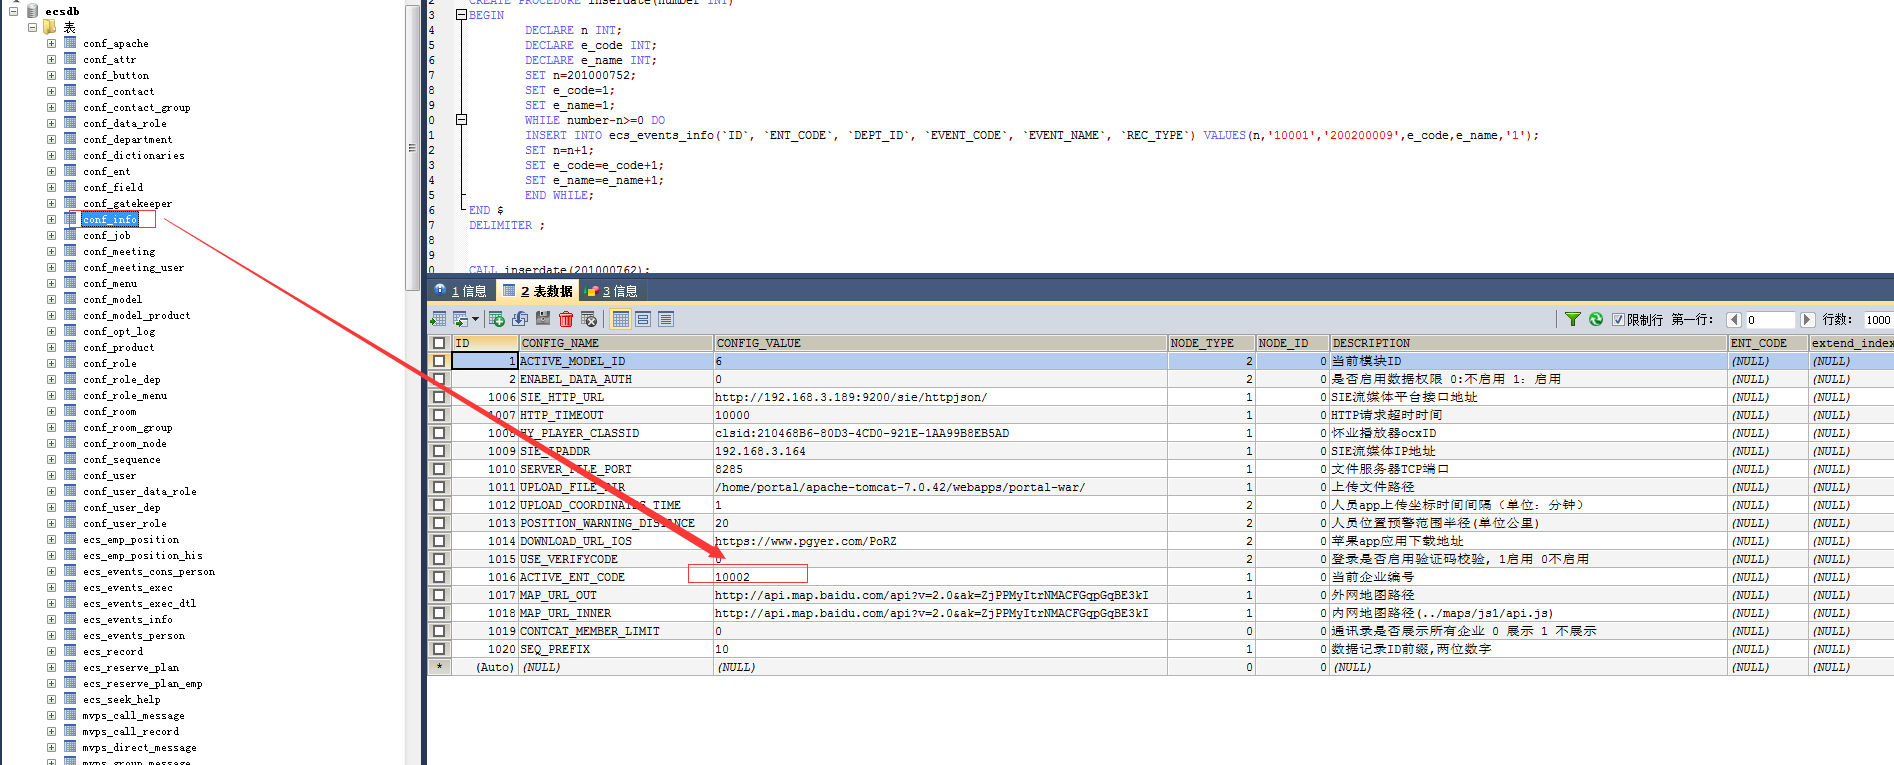 ecsdb
表
conf_apache
conf_attr
conf_button
conf_contact
conf_contact_group
conf_data_role
conf_department
conf_dictionaries
conf_ent
conf_field
conf_gatekeeper
conf_info
conf_job
conf_meeting
conf_meeting_user
conf_menu
conf_model
conf_model_product
conf_opt_log
conf_product
conf_role
conf_role_dep
conf_role_menu
conf_room
conf_room_group
conf_room_node
conf_sequence
conf_user
conf_user_data_role
conf_user_dep
conf_user_role
ecs_emp_position
ecs_emp_position_his
ecs_events_cons_person
ecs_events_exec
ecs_events_exec_dtl
ecs_events_info
ecs_events_person
ecs_record
ecs_reserve_plan
ecs_reserve_plan_emp
ecs_seek_help
mvps_call_message
mvps_call_record
mvps_direct_message
mvps_group_message
2 CREATE PROCEDURE inserdate(number INT)
3 BEGIN
4 DECLARE n INT;
5 DECLARE e_code INT;
6 DECLARE e_name INT;
7 SET n=201000752;
8 SET e_code=1;
9 SET e_name=1;
0 WHILE number-n>=0 DO
1 INSERT INTO ecs_events_info(`ID`, `ENT_CODE`, `DEPT_ID`, `EVENT_CODE`, `EVENT_NAME`, `REC_TYPE`) VALUES(n,'10001','200200009',e_code,e_name,'1');
2 SET n=n+1;
3 SET e_code=e_code+1;
4 SET e_name=e_name+1;
5 END WHILE;
6 END $
7 DELIMITER ;
8
9
0 CALL inserdate(201000762);
1 信息 2 表数据 3 信息
限制行 第一行: 0 行数: 1000
ID CONFIG_NAME CONFIG_VALUE NODE_TYPE NODE_ID DESCRIPTION ENT_CODE extend_index
1 ACTIVE_MODEL_ID 6 2 0 当前模块ID (NULL) (NULL)
2 ENABEL_DATA_AUTH 0 2 0 是否启用数据权限 0:不启用 1: 启用 (NULL) (NULL)
1006 SIE_HTTP_URL http://192.168.3.189:9200/sie/httpjson/ 1 0 SIE流媒体平台接口地址 (NULL) (NULL)
1007 HTTP_TIMEOUT 10000 1 0 HTTP请求超时时间 (NULL) (NULL)
1008 HY_PLAYER_CLASSID clsid:210468B6-80D3-4CD0-921E-1AA99B8EB5AD 1 0 怀业播放器ocxID (NULL) (NULL)
1009 SIE_IPADDR 192.168.3.164 1 0 SIE流媒体IP地址 (NULL) (NULL)
1010 SERVER_FILE_PORT 8285 1 0 文件服务器TCP端口 (NULL) (NULL)
1011 UPLOAD_FILE_DIR /home/portal/apache-tomcat-7.0.42/webapps/portal-war/ 1 0 上传文件路径 (NULL) (NULL)
1012 UPLOAD_COORDINATES_TIME 1 2 0 人员app上传坐标时间间隔（单位: 分钟） (NULL) (NULL)
1013 POSITION_WARNING_DISTANCE 20 2 0 人员位置预警范围半径(单位公里) (NULL) (NULL)
1014 DOWNLOAD_URL_IOS https://www.pgyer.com/PoRZ 2 0 苹果app应用下载地址 (NULL) (NULL)
1015 USE_VERIFYCODE 0 2 0 登录是否启用验证码校验, 1启用 0不启用 (NULL) (NULL)
1016 ACTIVE_ENT_CODE 10002 1 0 当前企业编号 (NULL) (NULL)
1017 MAP_URL_OUT http://api.map.baidu.com/api?v=2.0&ak=ZjPPMyItrNMACFGqpGqBE3kI 1 0 外网地图路径 (NULL) (NULL)
1018 MAP_URL_INNER http://api.map.baidu.com/api?v=2.0&ak=ZjPPMyItrNMACFGqpGqBE3kI 1 0 内网地图路径(../maps/js1/api.js) (NULL) (NULL)
1019 CONTCAT_MEMBER_LIMIT 0 0 0 通讯录是否展示所有企业 0 展示 1 不展示 (NULL) (NULL)
1020 SEQ_PREFIX 10 1 0 数据记录ID前缀,两位数字 (NULL) (NULL)
* (Auto) (NULL) (NULL) 0 0 (NULL) (NULL) (NULL)